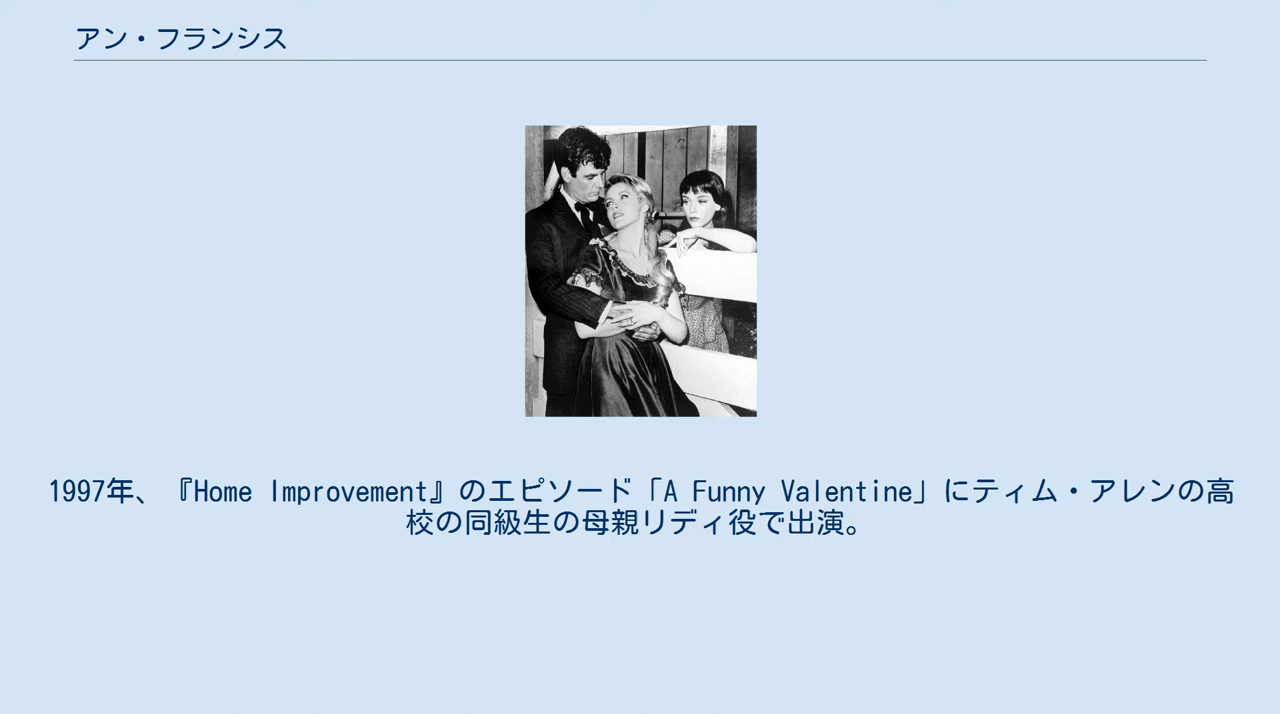 アン・フランシス
1997年、『Home Improvement』のエピソード「A Funny Valentine」にティム・アレンの高
校の同級生の母親リディ役で出演。